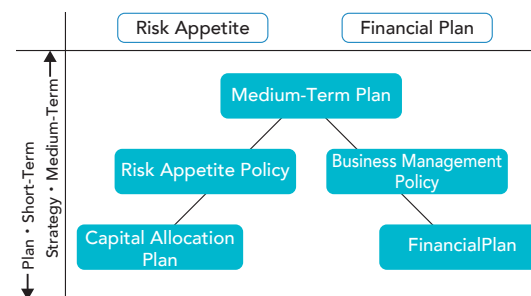 Risk Appetite
Financial Plan
Medium-Term Plan
Risk Appetite Policy
Business Management
Policy
Capital Allocation
Plan
FinancialPlan
Plan・Short-Term
Strategy・Medium-Term